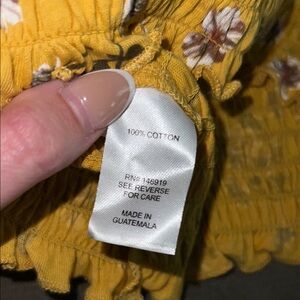 100% COTTON
RN# 146919
SEE REVERSE
FOR CARE
MADE IN
GUATEMALA